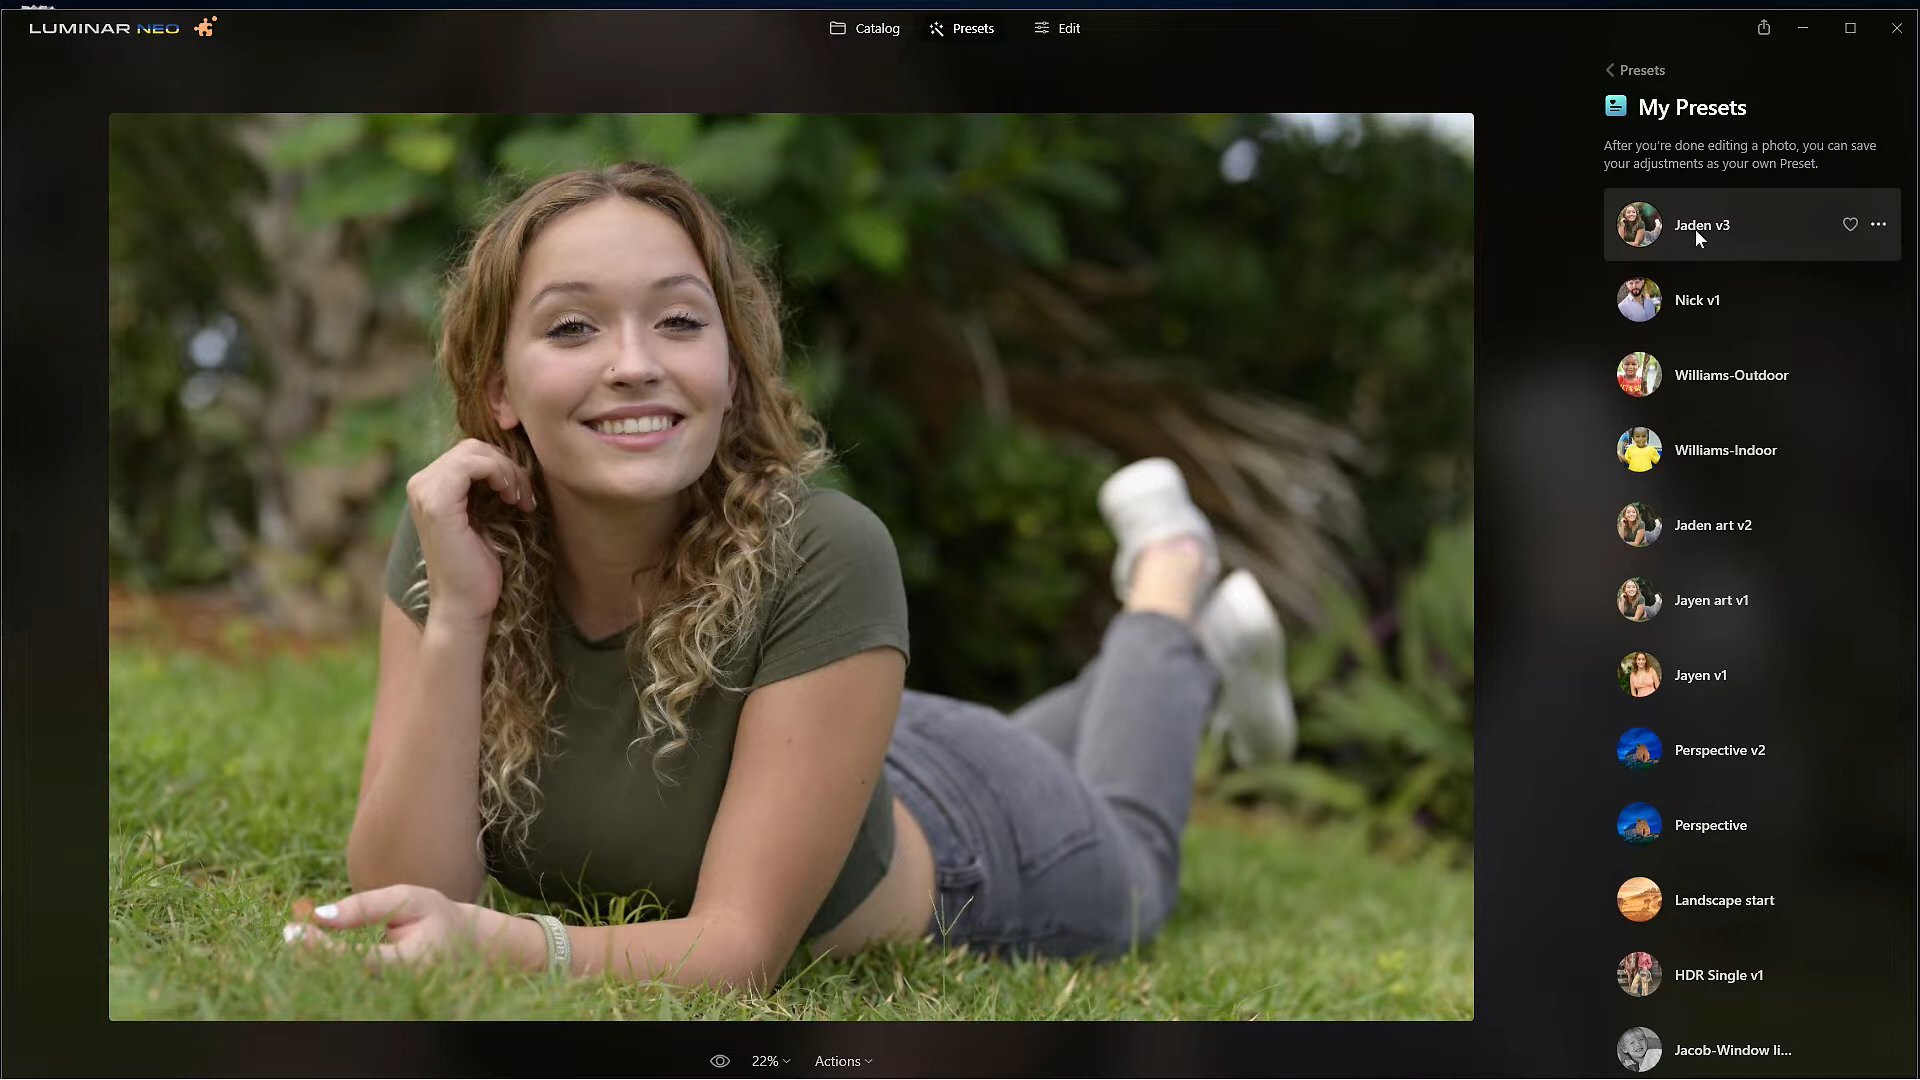 LUMINAR NEO
Catalog
Presets
Edit
Presets
My Presets
After you're done editing a photo, you can save
your adjustments as your own Preset.
Jaden v3
Nick v1
Williams-Outdoor
Williams-Indoor
Jaden art v2
Jayen art v1
Jayen v1
Perspective v2
Perspective
Landscape start
HDR Single v1
Jacob-Window li...
22%
Actions